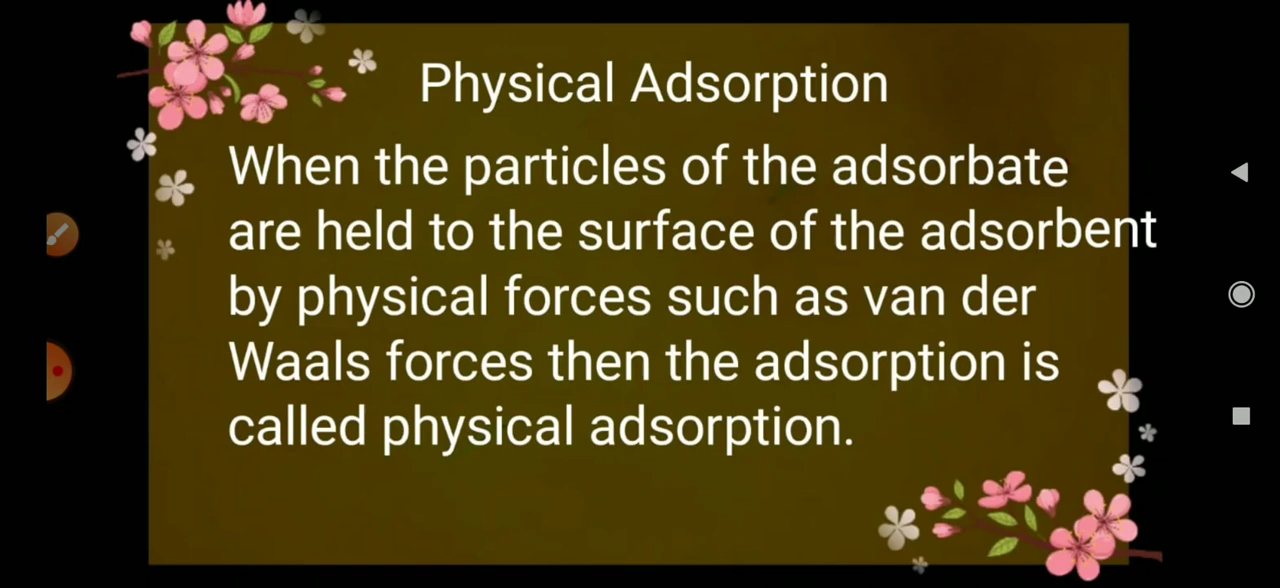 Physical Adsorption
When the particles of the adsorbate
are held to the surface of the adsorbent
by physical forces such as van der
Waals forces then the adsorption is
called physical adsorption.